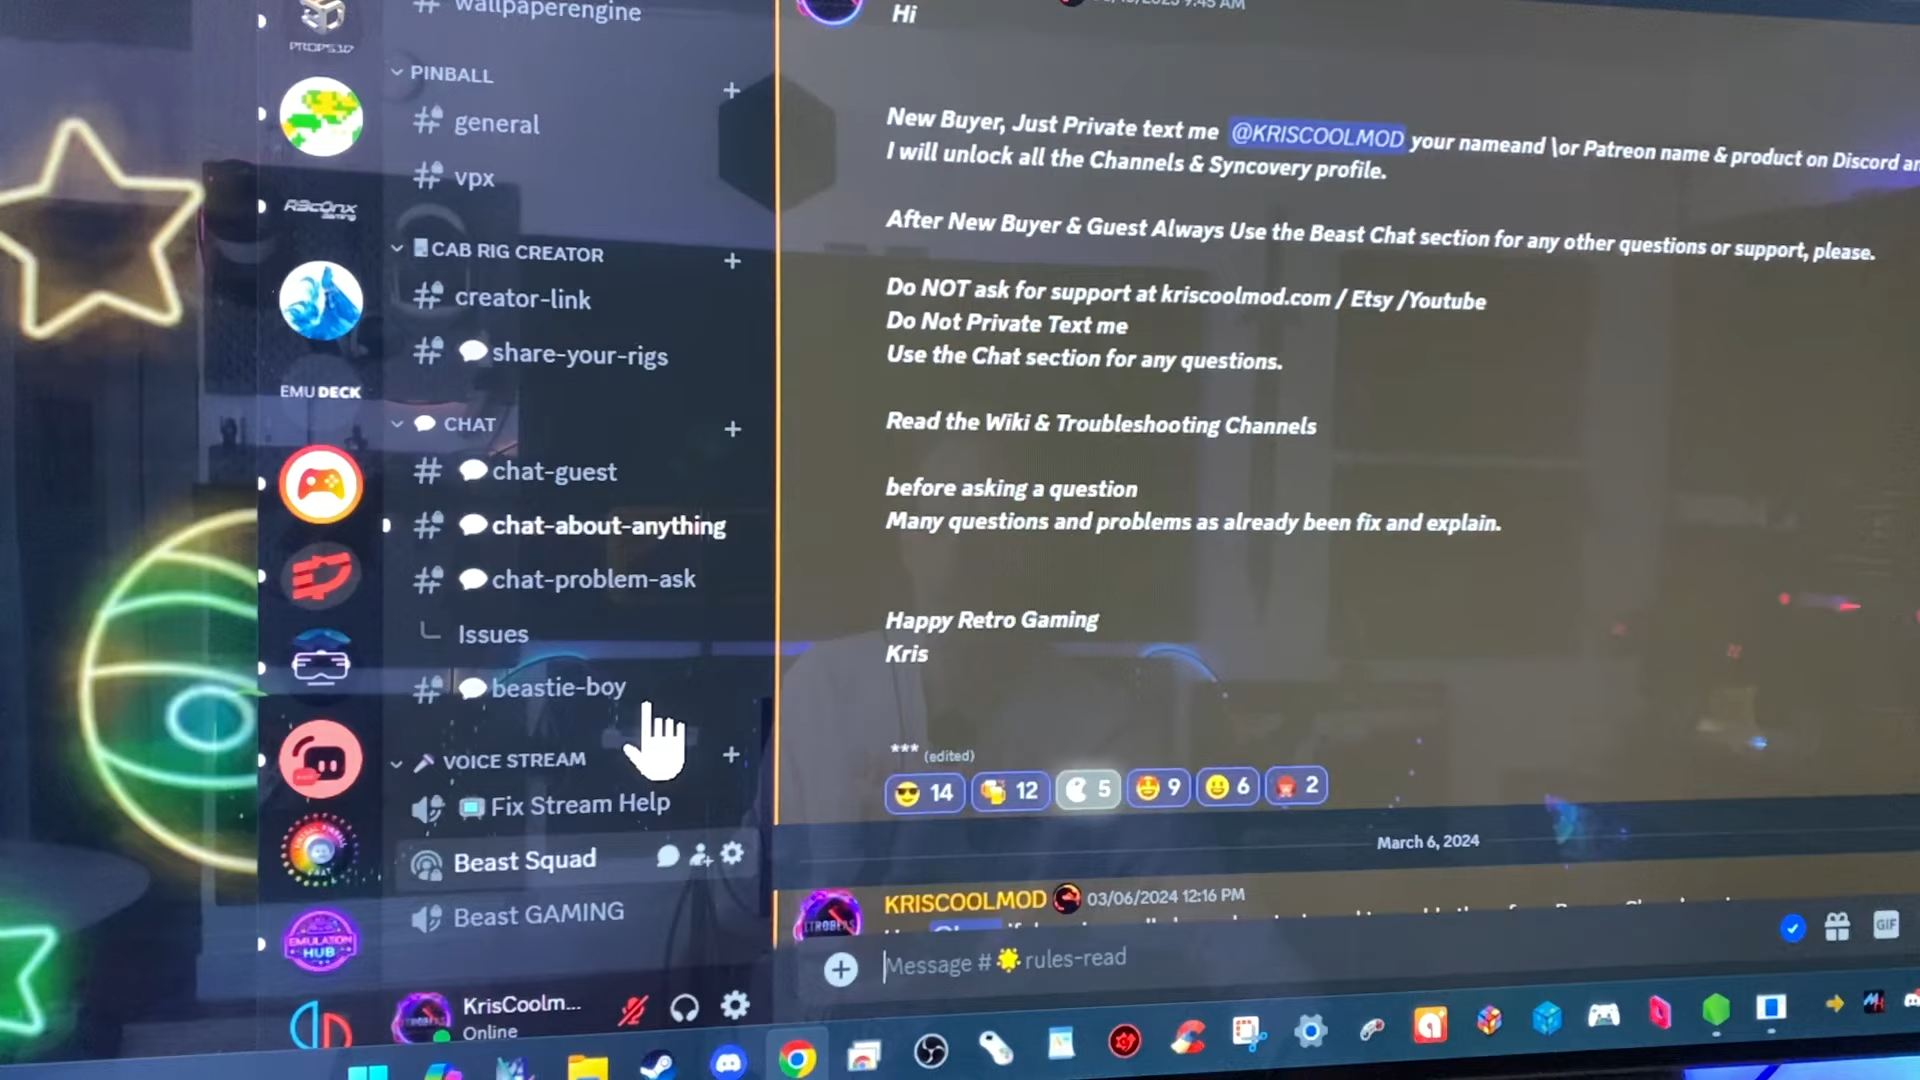 wallpaperengine
PROPS3D
PINBALL
general
vpx
R3c0nx
Gaming
CAB RIG CREATOR
creator-link
share-your-rigs
EMUDECK
CHAT
chat-guest
chat-about-anything
chat-problem-ask
Issues
beastie-boy
VOICE STREAM
Fix Stream Help
Beast Squad
Beast GAMING
EMULATION
HUB
KrisCoolm...
Online
9:45 AM
Hi
New Buyer, Just Private text me @KRISCOOLMOD your nameand \or Patreon name & product on Discord an
I will unlock all the Channels & Syncovery profile.
After New Buyer & Guest Always Use the Beast Chat section for any other questions or support, please.
Do NOT ask for support at kriscoolmod.com / Etsy /Youtube
Do Not Private Text me
Use the Chat section for any questions.
Read the Wiki & Troubleshooting Channels
before asking a question
Many questions and problems as already been fix and explain.
Happy Retro Gaming
Kris
*** (edited)
14 12 5 9 6 2
March 6, 2024
KRISCOOLMOD 03/06/2024 12:16 PM
Message # rules-read
GIF